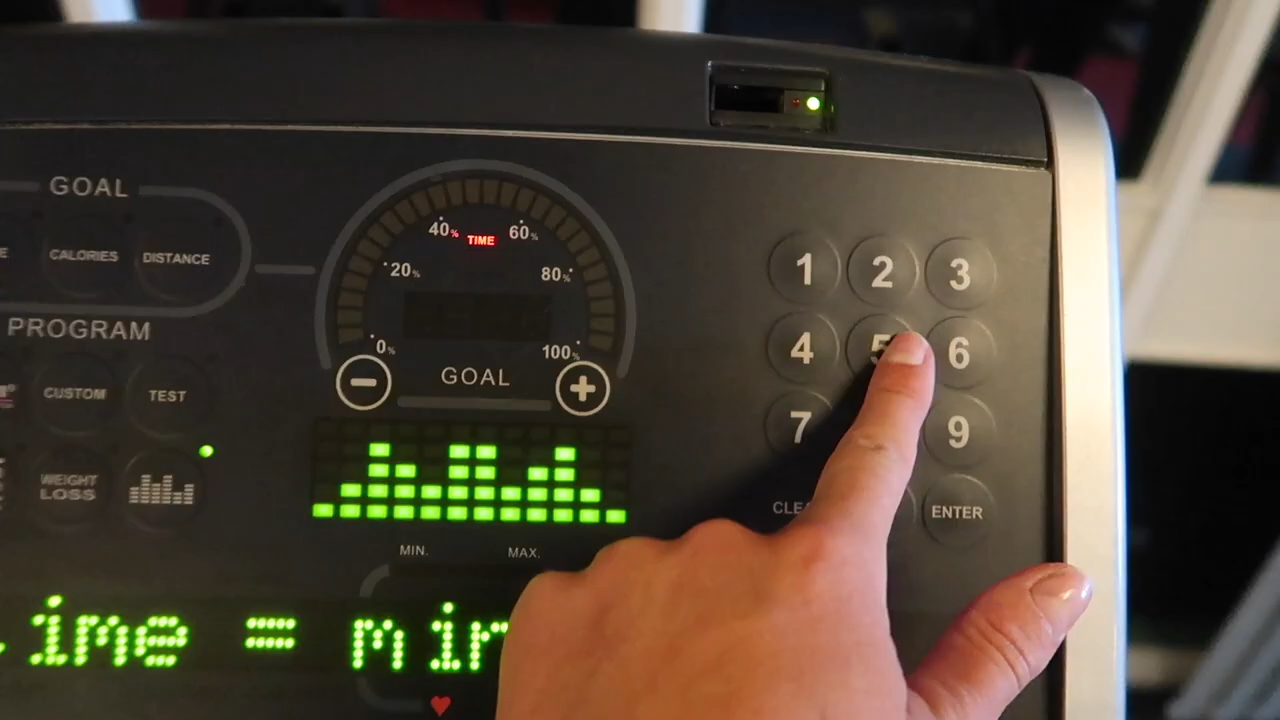 GOAL
CALORIES DISTANCE
PROGRAM
CUSTOM TEST
WEIGHT
LOSS
40% TIME 60%
20% 80%
0% 100%
− GOAL +
MIN. MAX.
ime = min
1 2 3
4 5 6
7 9
ENTER